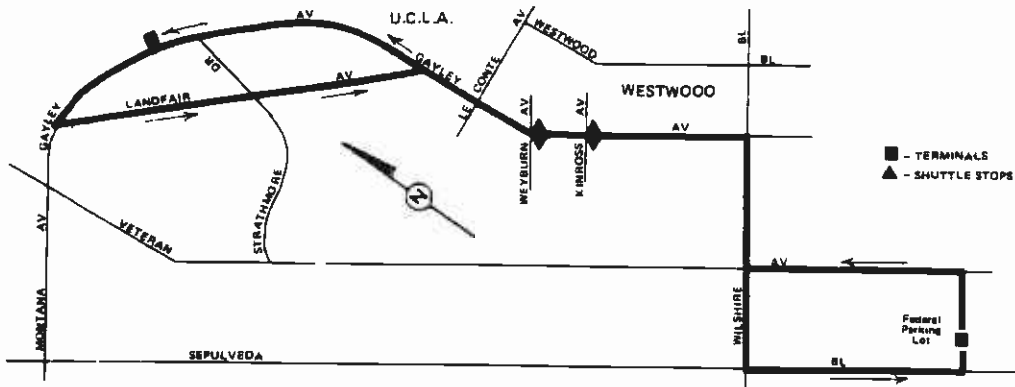 U.C.L.A.
AV
GAYLEY
AV
DR
LANDFAIR
AV
GAYLEY
LE CONTE
AV
WESTWOOD
BL
BL
WESTWOOD
WEYBURN
AV
KINROSS
AV
AV
- TERMINALS
- SHUTTLE STOPS
N
STRATHMORE
VETERAN
AV
AV
MONTANA
SEPULVEDA
BL
WILSHIRE
Federal
Parking
Lot